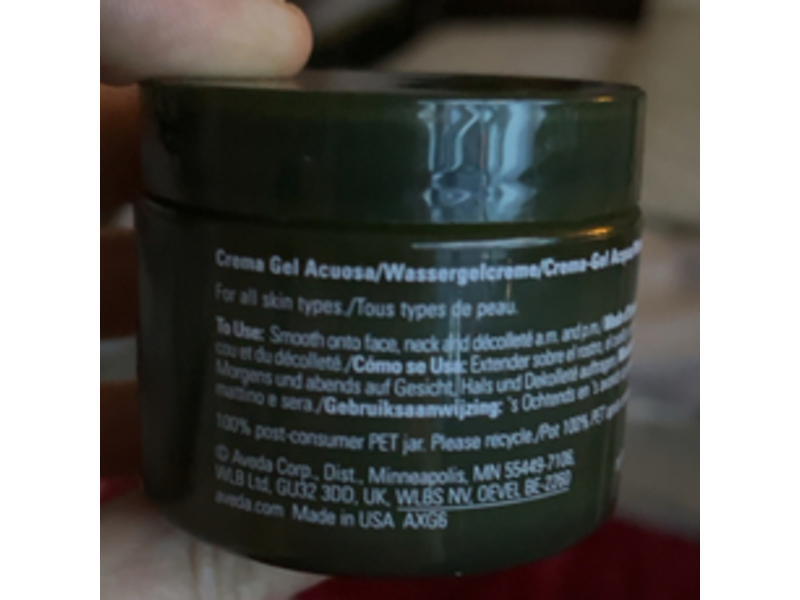 Crema Gel Acuosa/Wassergelcreme/Crema-Gel
For all skin types./Tous types de peau.
To Use: Smooth onto face, neck and décolleté a.m. and p.m./
cou et du décolleté./Cómo se Usa: Extender sobre el rostro, el
Morgens und abends auf Gesicht, Hals und Dekolleté auftragen.
mattino e sera./Gebruiksaanwijzing: 's Ochtends en 's
100% post-consumer PET jar. Please recycle./Pot 100% PET
© Aveda Corp., Dist., Minneapolis, MN 55449-7106,
WLB Ltd, GU32 3DD, UK, WLBS NV, OEVEL BE-2260
aveda.com Made in USA AXG6